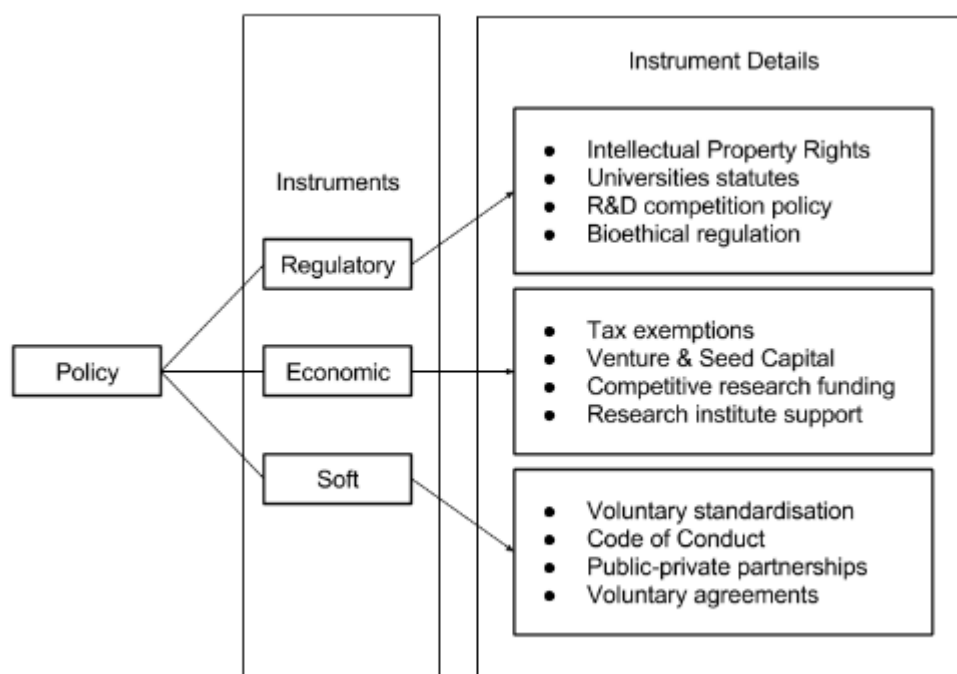 Policy
Instruments
Regulatory
Economic
Soft
Instrument Details
● Intellectual Property Rights
● Universities statutes
● R&D competition policy
● Bioethical regulation
● Tax exemptions
● Venture & Seed Capital
● Competitive research funding
● Research institute support
● Voluntary standardisation
● Code of Conduct
● Public-private partnerships
● Voluntary agreements